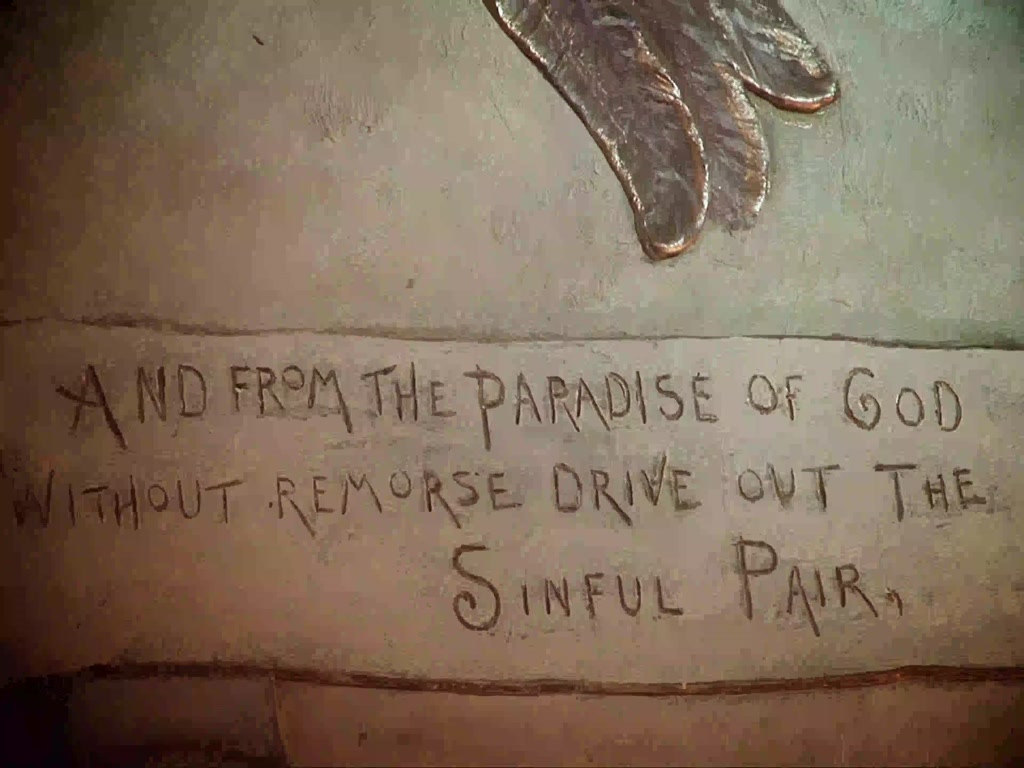 AND FROM THE PARADISE OF GOD
WITHOUT REMORSE DRIVE OUT THE
SINFUL PAIR,